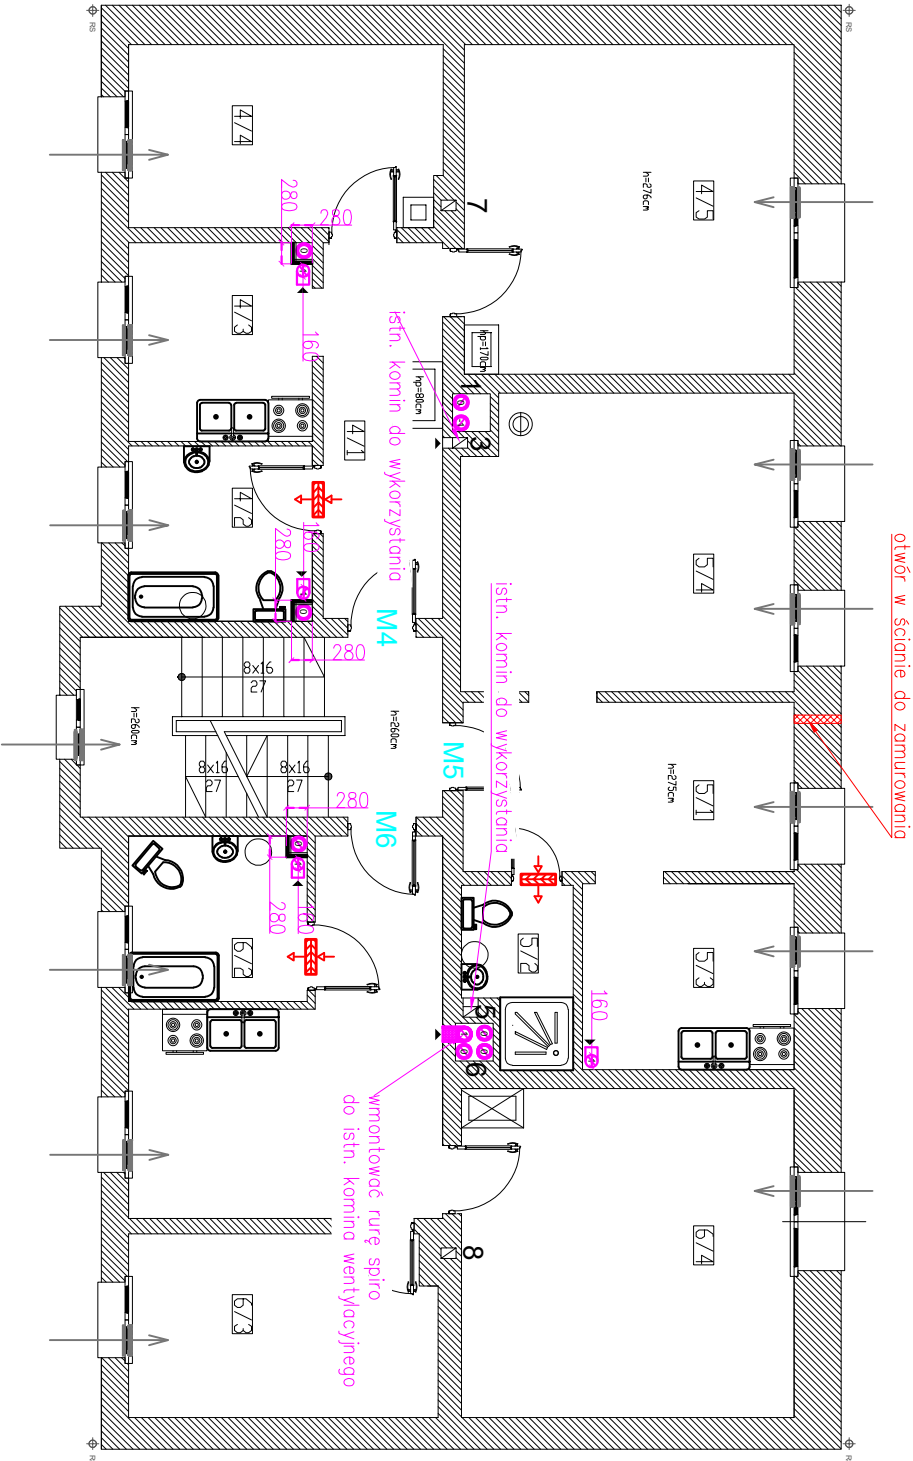 RS
RS
otwór w ścianie do zamurowania
4/4
4/5
h=276cm
7
280
280
4/3
160
hp=170cm
hp=80cm
1
3
istn. komin do wykorzystania
4/1
4/2
160
280
280
5/4
M4
8x16
27
h=260cm
h=260cm
8x16
27
8x16
27
M5
istn. komin do wykorzystania
h=275cm
5/1
M6
280
280
160
6/2
5/2
5/3
160
5
6
wmontować rurę spiro
do istn. komina wentylacyjnego
8
6/4
6/3
R
R